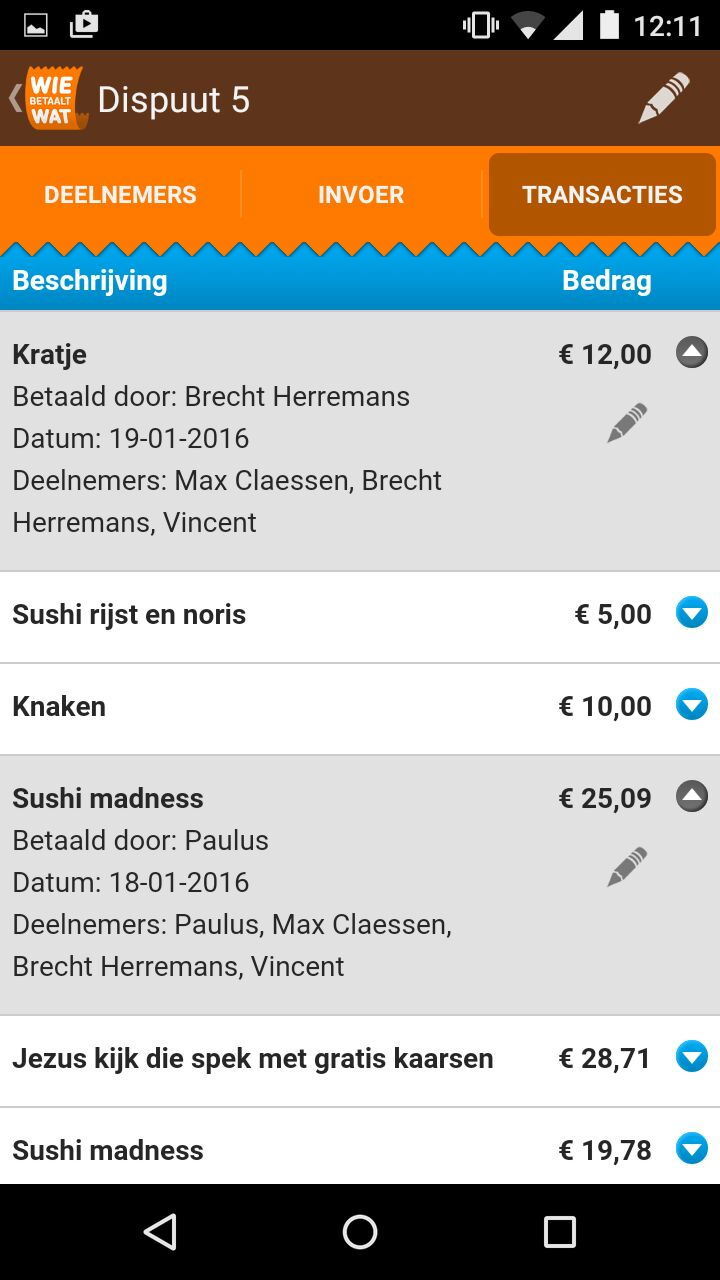 12:11
WIE
BETAALT
WAT
Dispuut 5
DEELNEMERS INVOER TRANSACTIES
Beschrijving Bedrag
Kratje € 12,00
Betaald door: Brecht Herremans
Datum: 19-01-2016
Deelnemers: Max Claessen, Brecht
Herremans, Vincent
Sushi rijst en noris € 5,00
Knaken € 10,00
Sushi madness € 25,09
Betaald door: Paulus
Datum: 18-01-2016
Deelnemers: Paulus, Max Claessen,
Brecht Herremans, Vincent
Jezus kijk die spek met gratis kaarsen € 28,71
Sushi madness € 19,78